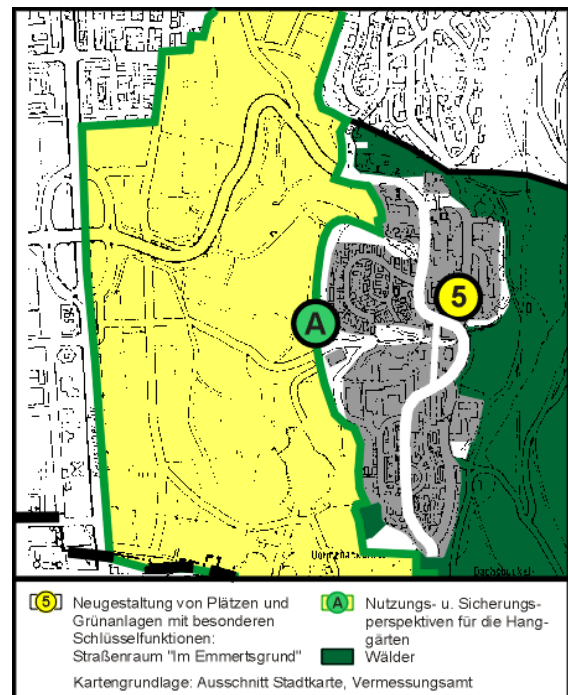 A
5
5 Neugestaltung von Plätzen und
Grünanlagen mit besonderen
Schlüsselfunktionen:
Straßenraum "Im Emmertsgrund"
A Nutzungs- u. Sicherungs-
perspektiven für die Hang-
gärten
Wälder
Kartengrundlage: Ausschnitt Stadtkarte, Vermessungsamt